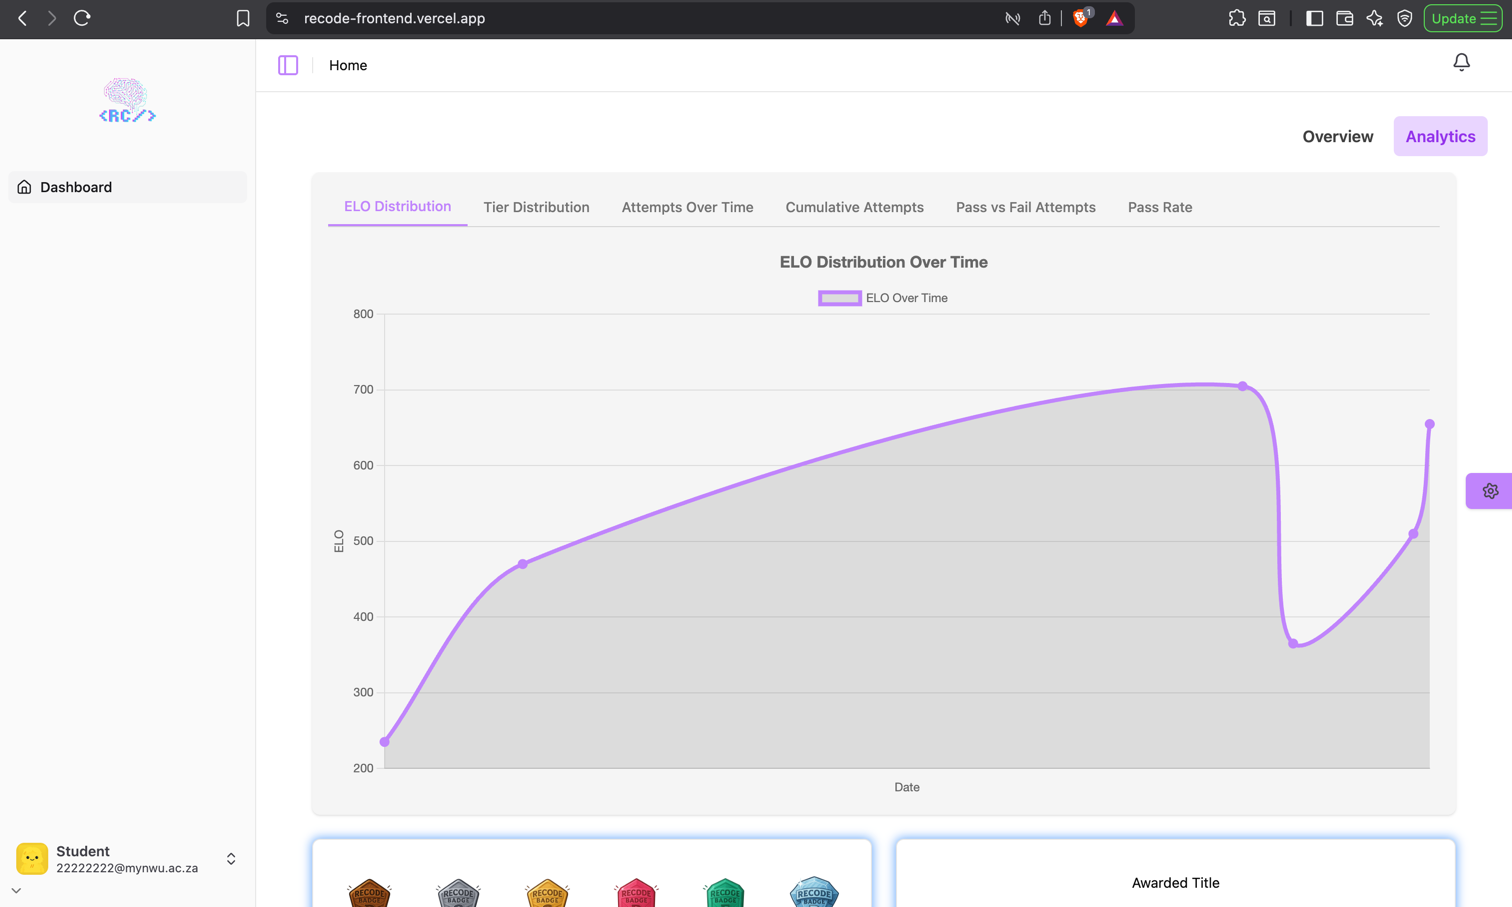 recode-frontend.vercel.app
1
Update
Home
<RC/>
Overview Analytics
Dashboard
ELO Distribution Tier Distribution Attempts Over Time Cumulative Attempts Pass vs Fail Attempts Pass Rate
ELO Distribution Over Time
ELO Over Time
800
700
600
500
400
300
200
ELO
Date
Student
22222222@mynwu.ac.za
RECODE BADGE
RECODE BADGE
RECODE BADGE
RECODE BADGE
RECODE BADGE
RECODE BADGE
Awarded Title